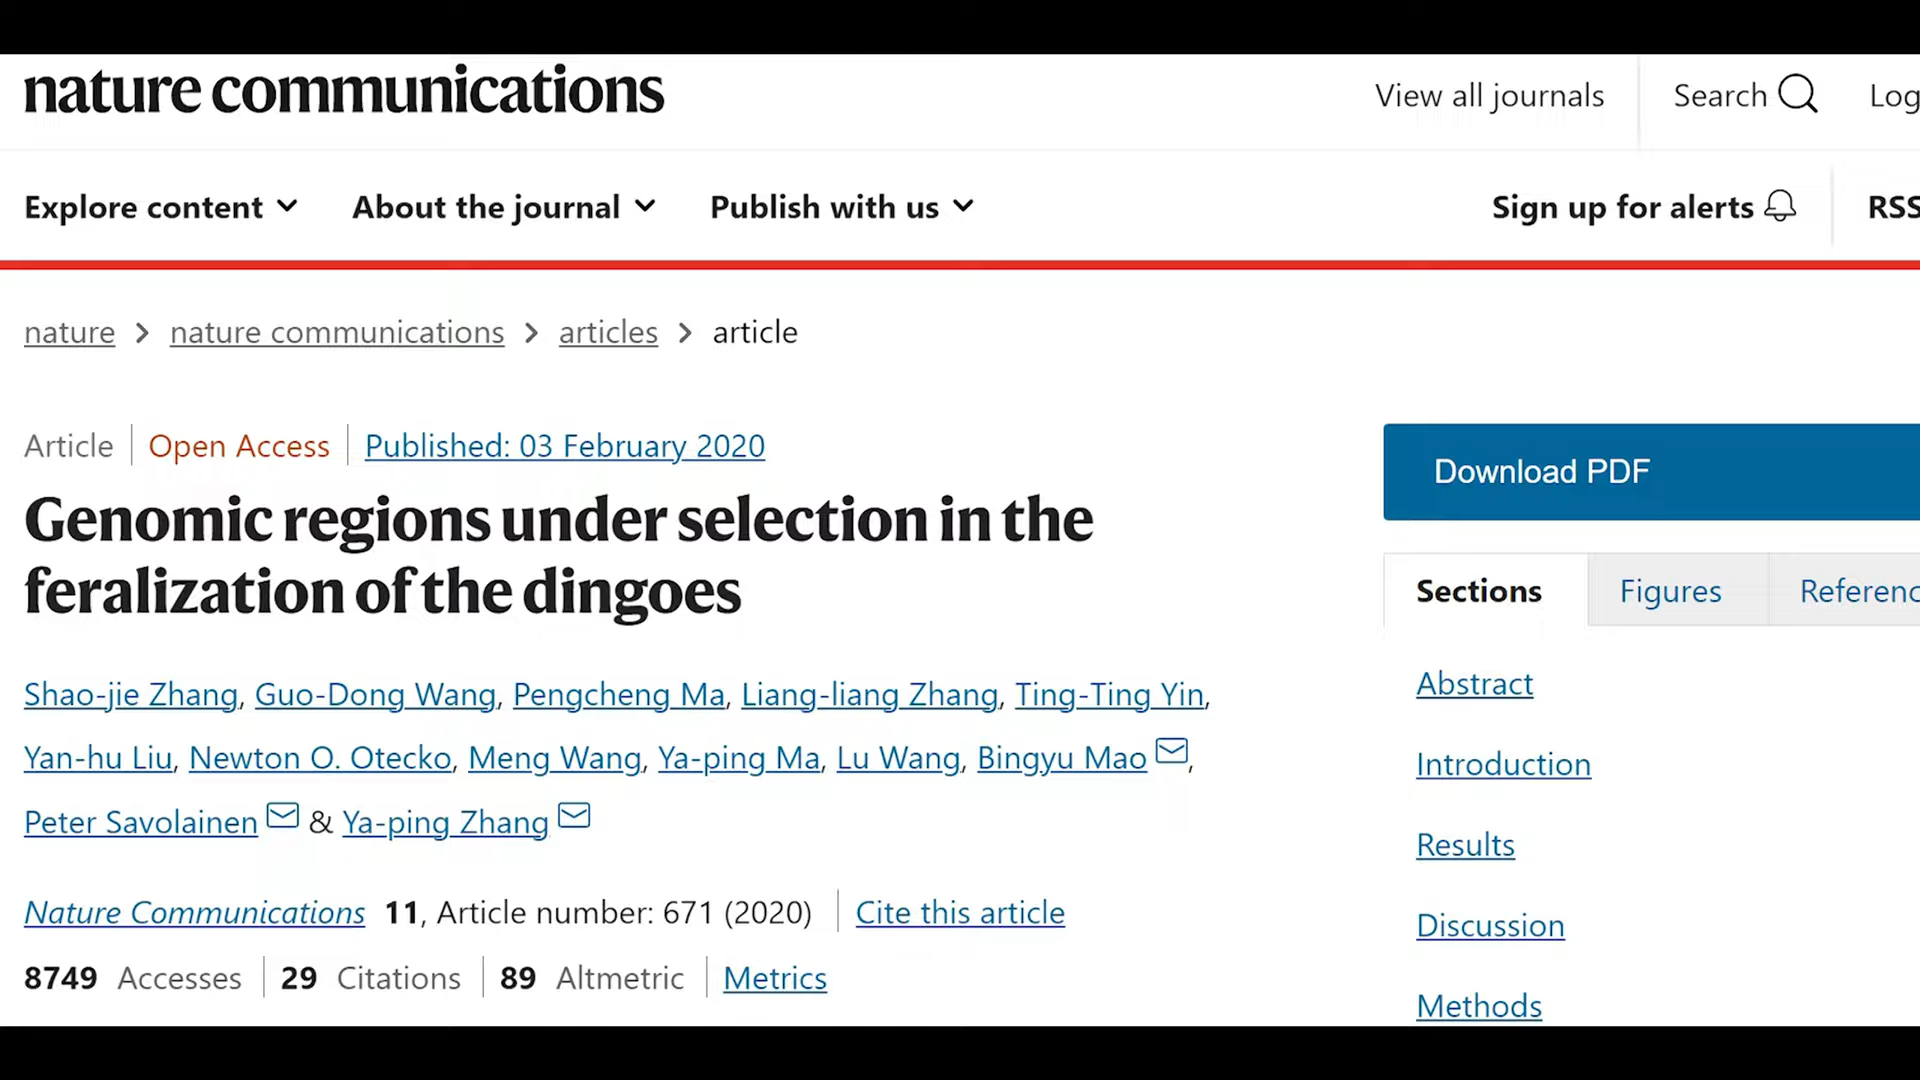 nature communications
View all journals
Search
Log
Explore content
About the journal
Publish with us
Sign up for alerts
RSS
nature > nature communications > articles > article
Article | Open Access | Published: 03 February 2020
Genomic regions under selection in the
feralization of the dingoes
Shao-jie Zhang, Guo-Dong Wang, Pengcheng Ma, Liang-liang Zhang, Ting-Ting Yin,
Yan-hu Liu, Newton O. Otecko, Meng Wang, Ya-ping Ma, Lu Wang, Bingyu Mao,
Peter Savolainen & Ya-ping Zhang
Nature Communications 11, Article number: 671 (2020) | Cite this article
8749 Accesses | 29 Citations | 89 Altmetric | Metrics
Download PDF
Sections
Figures
Referenc
Abstract
Introduction
Results
Discussion
Methods